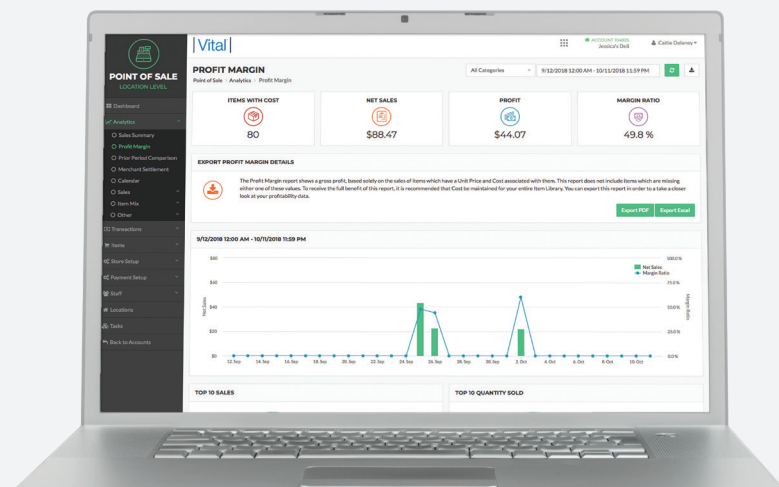 Vital
ACCOUNT
Jessica's Deli
Caitie Delaney
POINT OF SALE
LOCATION LEVEL
Dashboard
Analytics
Sales Summary
Profit Margin
Prior Period Comparison
Merchant Settlement
Calendar
Sales
Item Mix
Other
Transactions
Items
Store Setup
Payment Setup
Staff
Locations
Tasks
Back to Accounts
PROFIT MARGIN
Point of Sale Analytics Profit Margin
All Categories
9/12/2018 12:00 AM - 10/11/2018 11:59 PM
ITEMS WITH COST
80
NET SALES
$88.47
PROFIT
$44.07
MARGIN RATIO
49.8 %
EXPORT PROFIT MARGIN DETAILS
The Profit Margin report shows a gross profit, based solely on the sales of items which have a Unit Price and Cost associated with them. This report does not include items which are missing
either one of these values. To receive the full benefit of this report, it is recommended that Cost be maintained for your entire Item Library. You can export this report in order to a take a closer
look at your profitability data.
Export PDF Export Excel
9/12/2018 12:00 AM - 10/11/2018 11:59 PM
Net Sales
Margin Ratio
$80
$60
$40
$20
$0
Net Sales
100.0%
75.0%
50.0%
25.0%
0.0%
Margin Ratio
12. Sep 14. Sep 16. Sep 18. Sep 20. Sep 22. Sep 24. Sep 26. Sep 28. Sep 30. Sep 2. Oct 4. Oct 6. Oct 8. Oct 10. Oct
TOP 10 SALES
TOP 10 QUANTITY SOLD